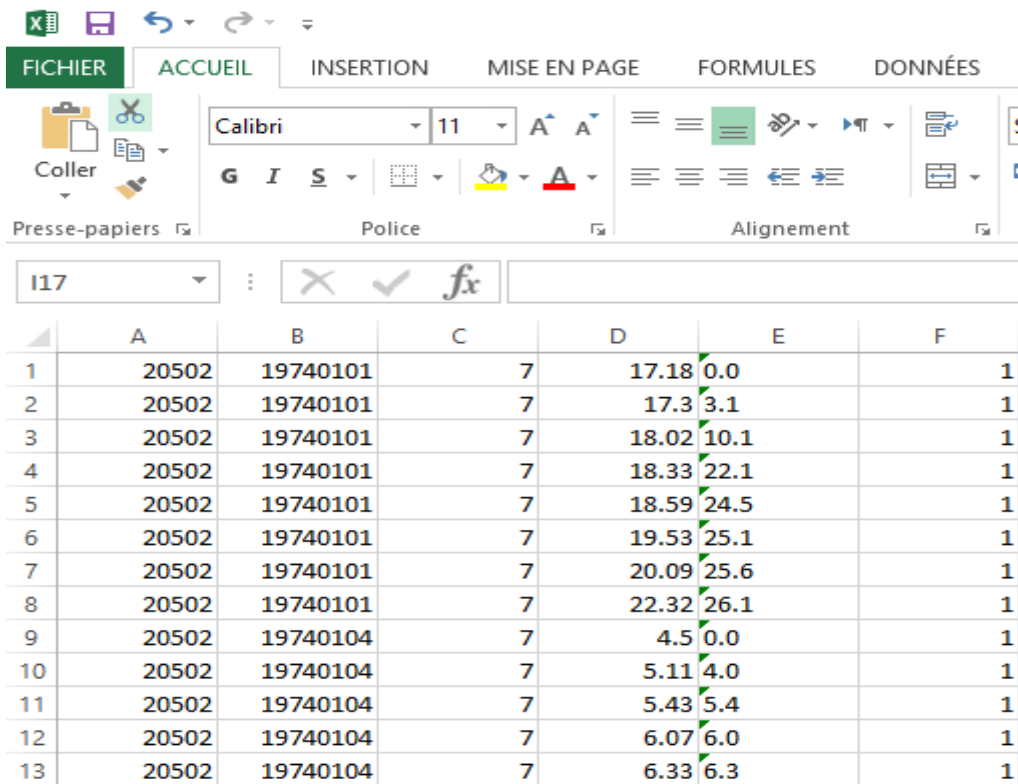 FICHIER ACCUEIL INSERTION MISE EN PAGE FORMULES DONNÉES
Calibri 11 A A
Coller G I S A
Presse-papiers Police Alignement
I17 fx
A B C D E F
1 20502 19740101 7 17.18 0.0 1
2 20502 19740101 7 17.3 3.1 1
3 20502 19740101 7 18.02 10.1 1
4 20502 19740101 7 18.33 22.1 1
5 20502 19740101 7 18.59 24.5 1
6 20502 19740101 7 19.53 25.1 1
7 20502 19740101 7 20.09 25.6 1
8 20502 19740101 7 22.32 26.1 1
9 20502 19740104 7 4.5 0.0 1
10 20502 19740104 7 5.11 4.0 1
11 20502 19740104 7 5.43 5.4 1
12 20502 19740104 7 6.07 6.0 1
13 20502 19740104 7 6.33 6.3 1